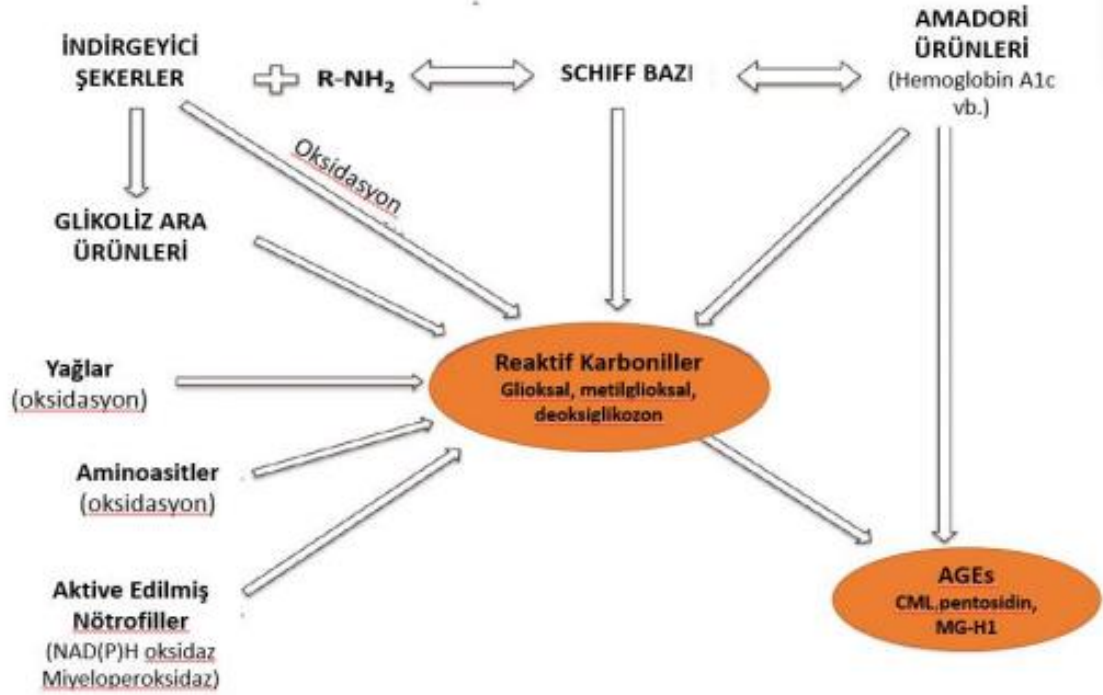 İNDİRGEYİCİ
ŞEKERLER
R-NH₂
SCHIFF BAZI
AMADORİ
ÜRÜNLERİ
(Hemoglobin A1c
vb.)
Oksidasyon
GLİKOLİZ ARA
ÜRÜNLERİ
Reaktif Karboniller
Glioksal, metilglioksal,
deoksiglikozon
Yağlar
(oksidasyon)
Aminoasitler
(oksidasyon)
Aktive Edilmiş
Nötrofiller
(NAD(P)H oksidaz
Miyeloperoksidaz)
AGEs
CML,pentosidin,
MG-H1